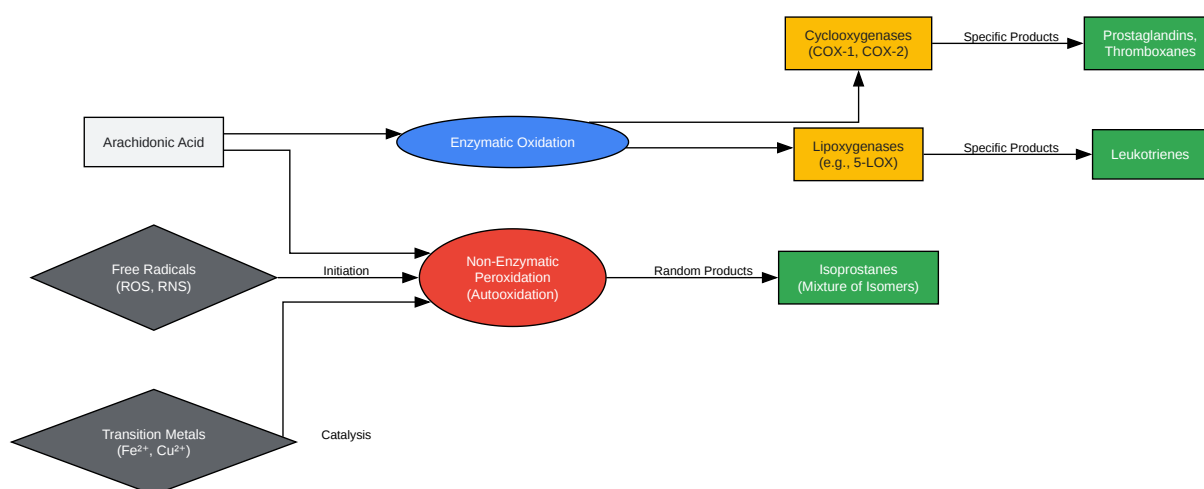 Cyclooxygenases
(COX-1, COX-2)
Specific Products
Prostaglandins,
Thromboxanes
Arachidonic Acid
Enzymatic Oxidation
Lipoxygenases
(e.g., 5-LOX)
Specific Products
Leukotrienes
Free Radicals
(ROS, RNS)
Initiation
Non-Enzymatic
Peroxidation
(Autooxidation)
Random Products
Isoprostanes
(Mixture of Isomers)
Transition Metals
(Fe²⁺, Cu²⁺)
Catalysis